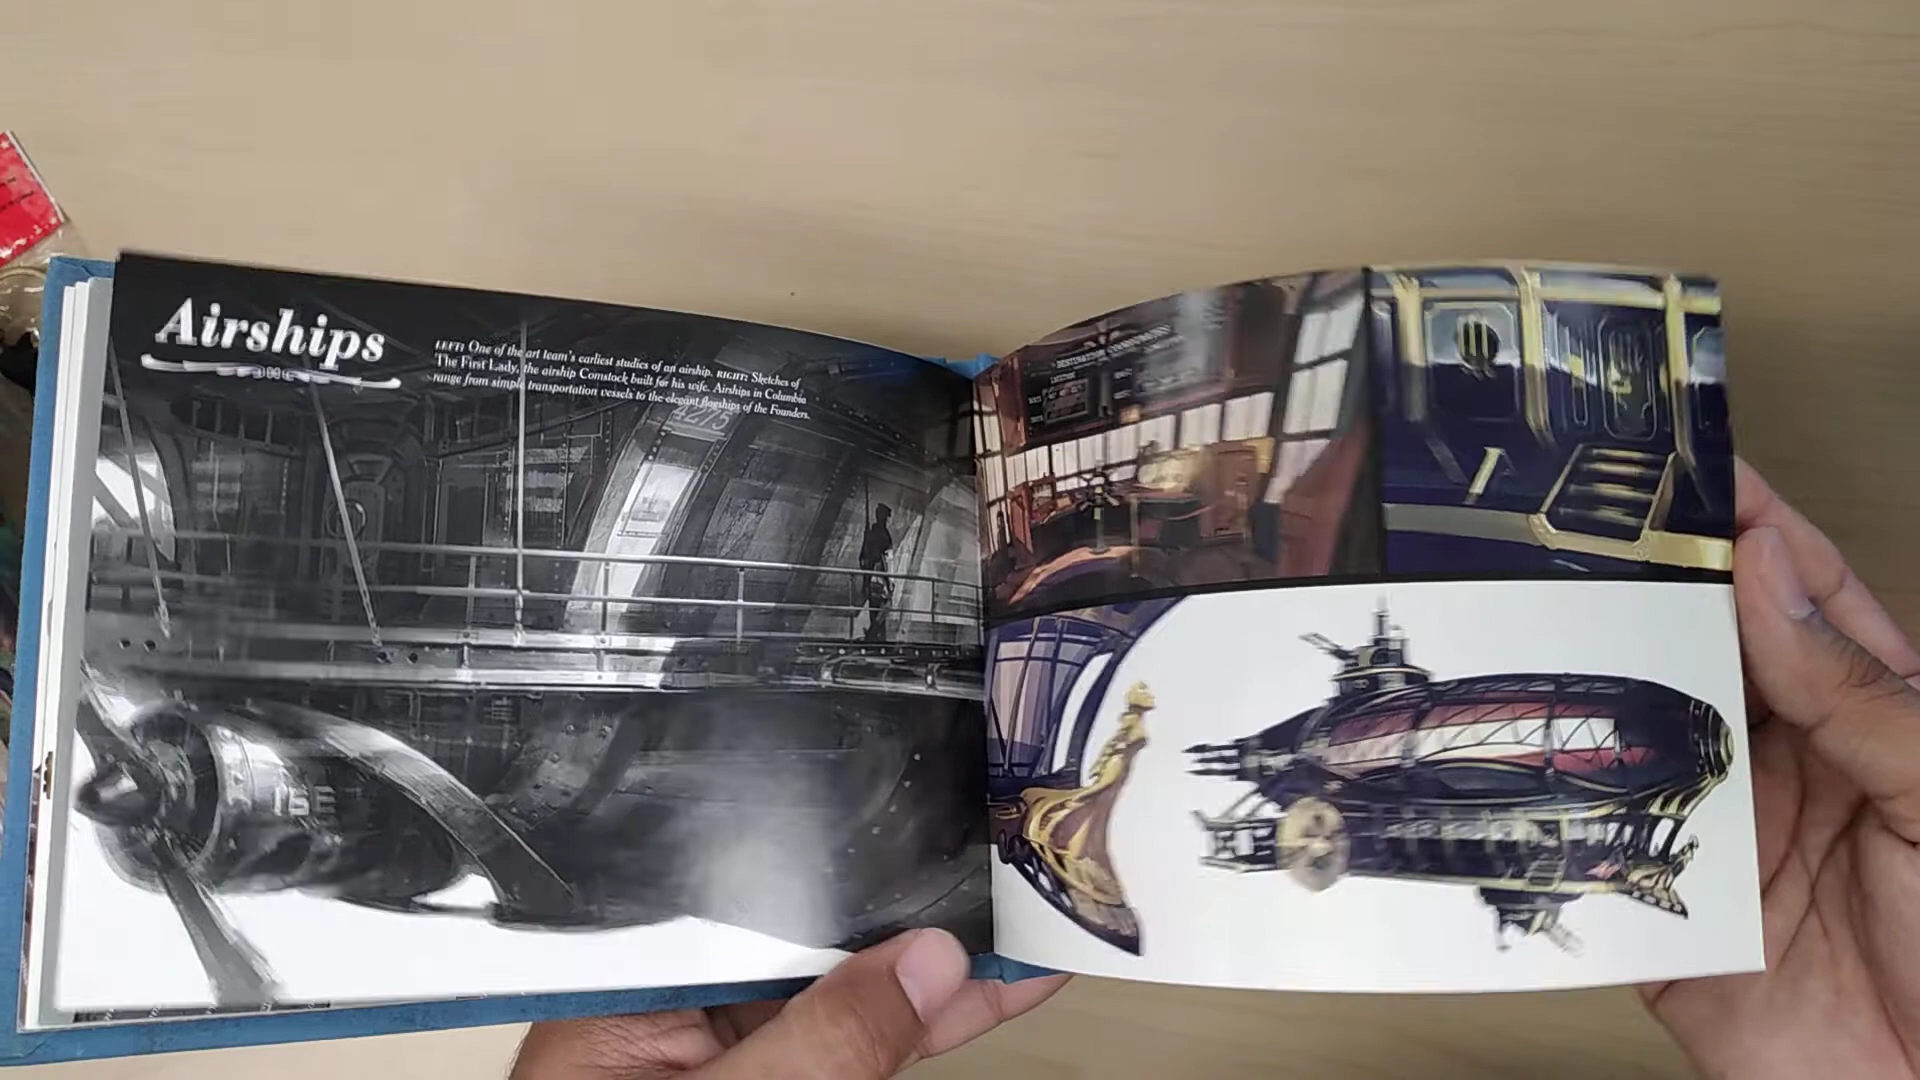 Airships
LEFT: One of the art team's earliest studies of an airship. RIGHT: Sketches of
The First Lady, the airship Comstock built for his wife. Airships in Columbia
range from simple transportation vessels to the elegant flagships of the Founders.
4275
DESTINATION
LATITUDE